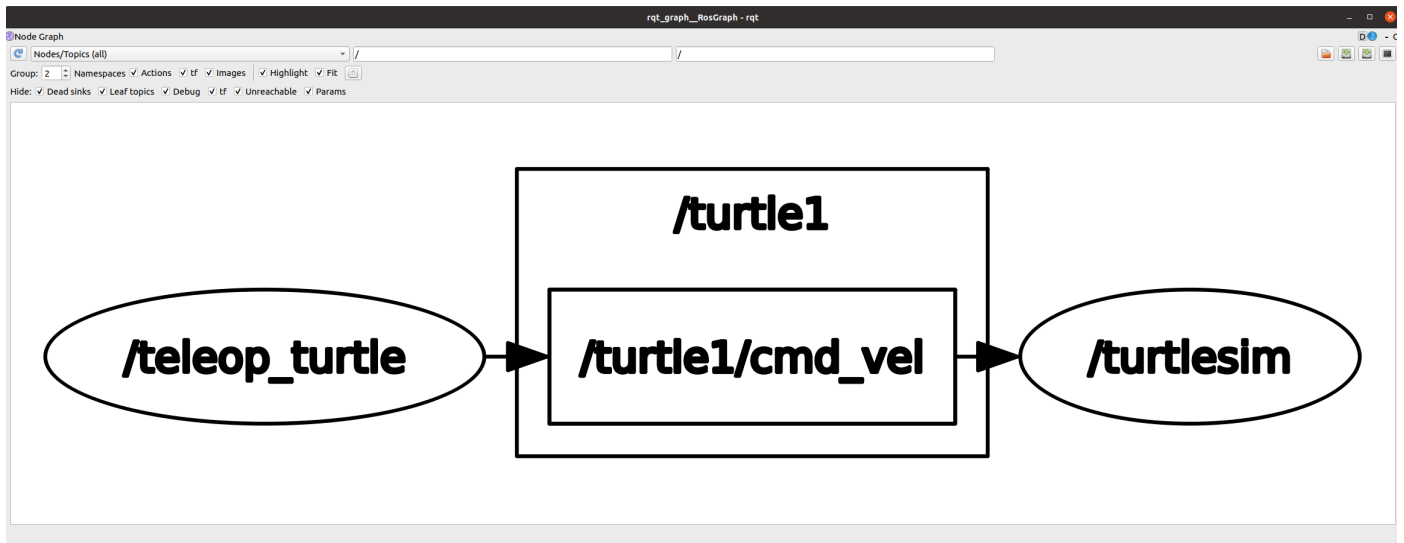 rqt_graph__RosGraph - rqt
Node Graph
D - C
Nodes/Topics (all) / /
Group: 2 Namespaces Actions tf Images Highlight Fit
Hide: Dead sinks Leaf topics Debug tf Unreachable Params
/turtle1
/teleop_turtle /turtle1/cmd_vel /turtlesim